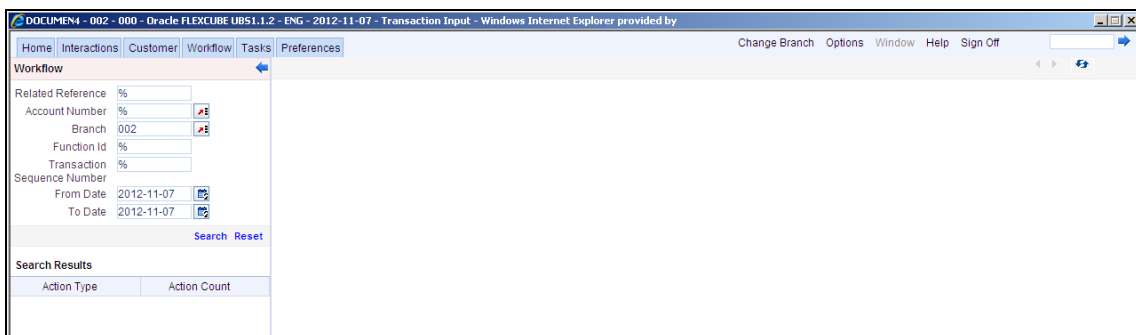 DOCUMEN4 - 002 - 000 - Oracle FLEXCUBE UBS1.1.2 - ENG - 2012-11-07 - Transaction Input - Windows Internet Explorer provided by
Home Interactions Customer Workflow Tasks Preferences Change Branch Options Window Help Sign Off
Workflow
Related Reference %
Account Number %
Branch 002
Function Id %
Transaction %
Sequence Number
From Date 2012-11-07
To Date 2012-11-07
Search Reset
Search Results
Action Type Action Count